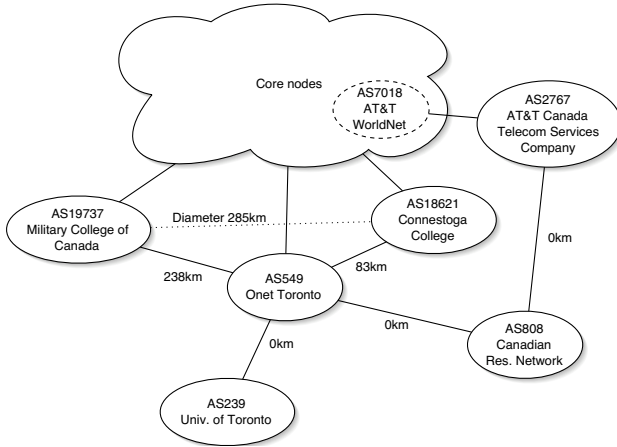 Core nodes
AS7018
AT&T
WorldNet
AS2767
AT&T Canada
Telecom Services
Company
AS19737
Military College of
Canada
Diameter 285km
AS18621
Connestoga
College
0km
238km
83km
AS549
Onet Toronto
0km
AS808
Canadian
Res. Network
0km
AS239
Univ. of Toronto